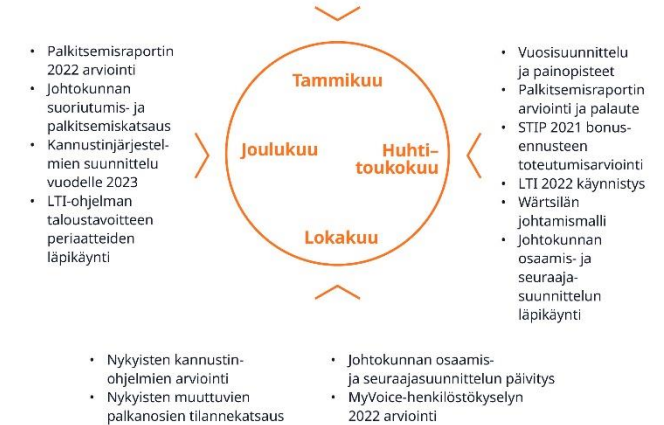 Tammikuu
Huhti–
toukokuu
Lokakuu
Joulukuu
• Palkitsemisraportin
2022 arviointi
• Johtokunnan
suoriutumis- ja
palkitsemiskatsaus
• Kannustinjärjestel-
mien suunnittelu
vuodelle 2023
• LTI-ohjelman
taloustavoitteen
periaatteiden
läpikäynti
• Vuosisuunnittelu
ja painopisteet
• Palkitsemisraportin
arviointi ja palaute
• STIP 2021 bonus-
ennusteen
toteutumisarviointi
• LTI 2022 käynnistys
• Wärtsilän
johtamismalli
• Johtokunnan
osaamis- ja
seuraaja-
suunnittelun
läpikäynti
• Nykyisten kannustin-
ohjelmien arviointi
• Nykyisten muuttuvien
palkanosien tilannekatsaus
• Johtokunnan osaamis-
ja seuraajasuunnittelun päivitys
• MyVoice-henkilöstökyselyn
2022 arviointi